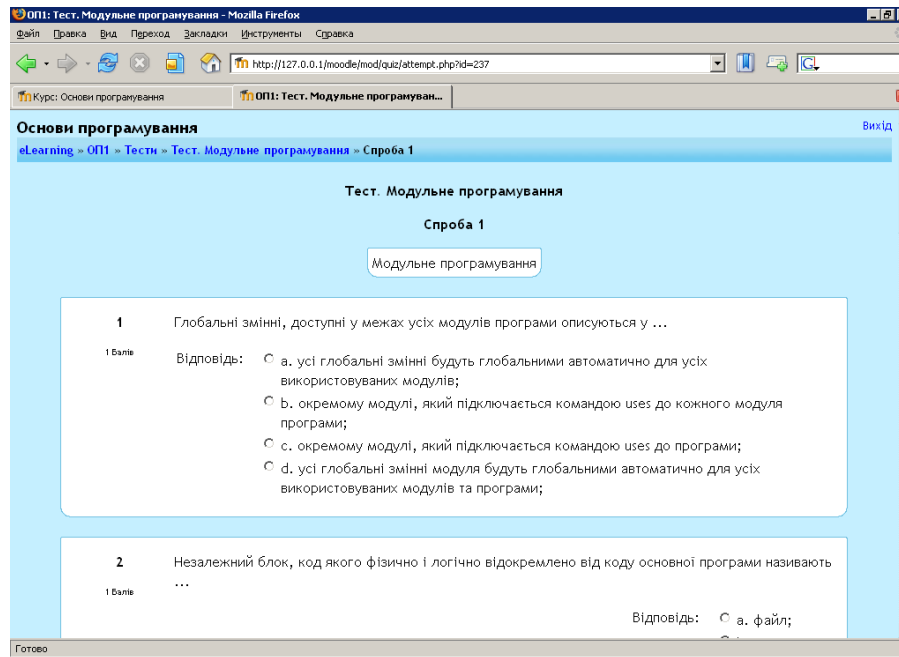 ОП1: Тест. Модульне програмування - Mozilla Firefox
Файл Правка Вид Переход Закладки Инструменты Справка
http://127.0.0.1/moodle/mod/quiz/attempt.php?id=237
G
Курс: Основи програмування ОП1: Тест. Модульне програмуван...
Основи програмування Вихід
eLearning » ОП1 » Тести » Тест. Модульне програмування » Спроба 1
Тест. Модульне програмування
Спроба 1
Модульне програмування
1 Глобальні змінні, доступні у межах усіх модулів програми описуються у ...
1 Балів Відповідь: a. усі глобальні змінні будуть глобальними автоматично для усіх
використовуваних модулів;
b. окремому модулі, який підключається командою uses до кожного модуля
програми;
c. окремому модулі, який підключається командою uses до програми;
d. усі глобальні змінні модуля будуть глобальними автоматично для усіх
використовуваних модулів та програми;
2 Незалежний блок, код якого фізично і логічно відокремлено від коду основної програми називають
...
1 Балів
Відповідь: a. файл;
Готово